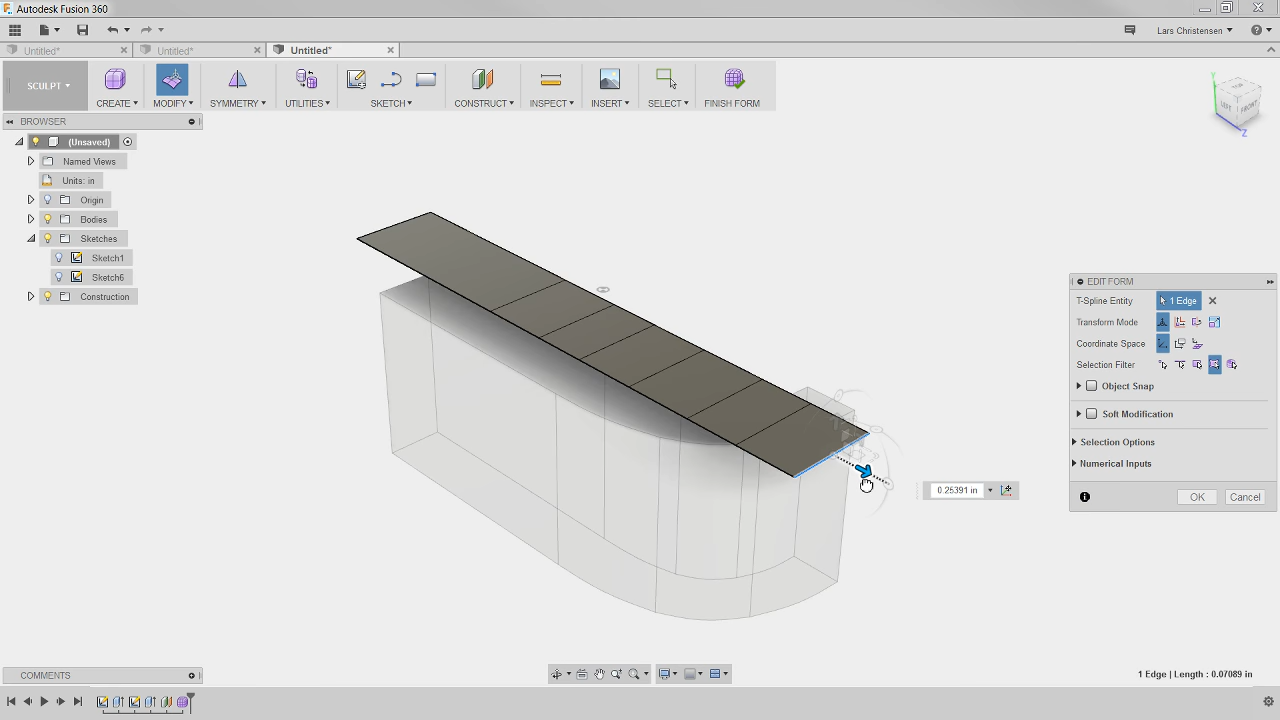 Autodesk Fusion 360
Lars Christensen
Untitled*
Untitled*
Untitled*
SCULPT
CREATE
MODIFY
SYMMETRY
UTILITIES
SKETCH
CONSTRUCT
INSPECT
INSERT
SELECT
FINISH FORM
BROWSER
(Unsaved)
Named Views
Units: in
Origin
Bodies
Sketches
Sketch1
Sketch6
Construction
Y
LEFT
FRONT
Z
EDIT FORM
T-Spline Entity
1 Edge
Transform Mode
Coordinate Space
Selection Filter
Object Snap
Soft Modification
Selection Options
Numerical Inputs
OK
Cancel
0.25391 in
COMMENTS
1 Edge | Length : 0.07089 in